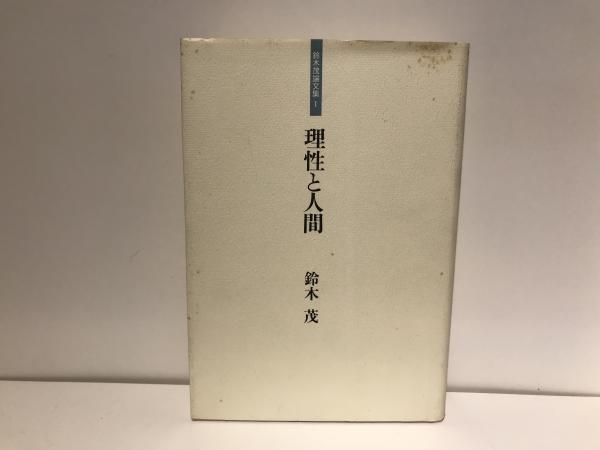 鈴木茂論文集 1
理性と人間
鈴木 茂